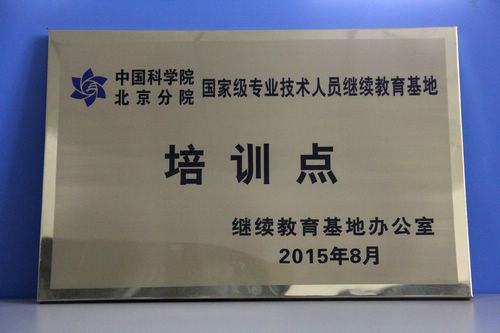 中国科学院
北京分院
国家级专业技术人员继续教育基地
培训点
继续教育基地办公室
2015年8月